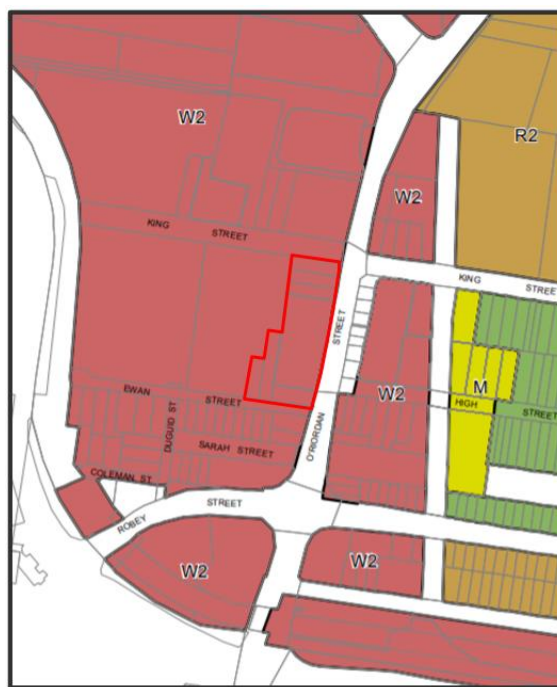 W2
R2
W2
KING STREET
KING STREET
STREET
O'RIORDAN
M
W2
EWAN STREET
HIGH STREET
DUGUID ST
SARAH STREET
COLEMAN ST
ROBEY STREET
W2
W2